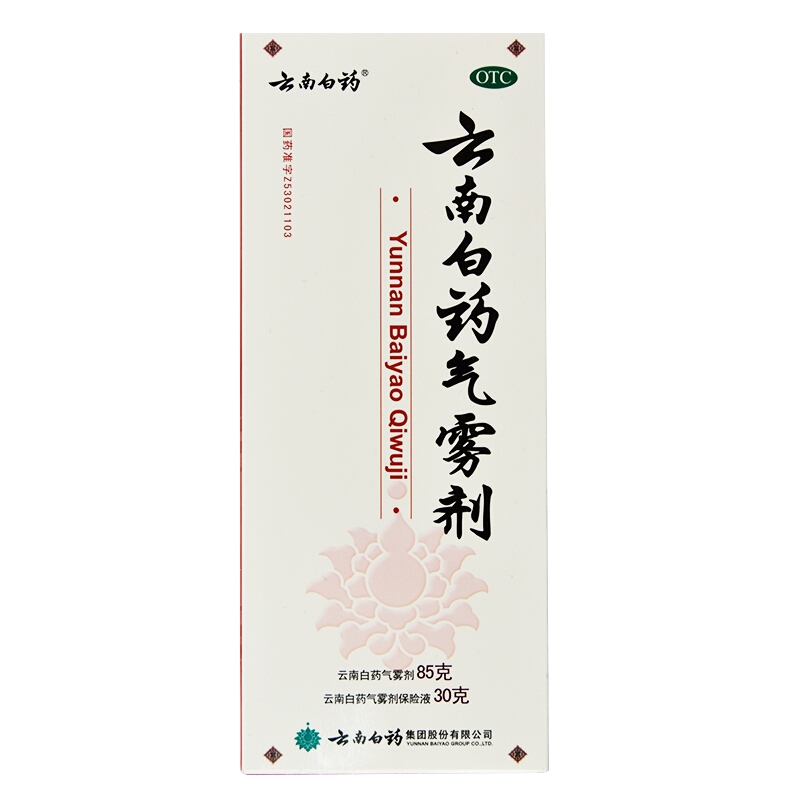 云南白药®
OTC
国药准字Z53021103
云南白药气雾剂
Yunnan Baiyao Qiwuji
云南白药气雾剂85克
云南白药气雾剂保险液30克
云南白药集团股份有限公司
YUNNAN BAIYAO GROUP CO.,LTD.